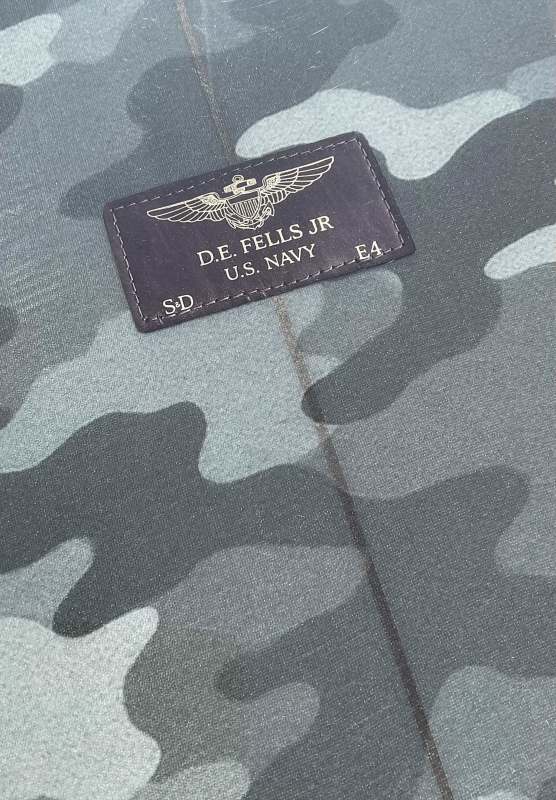 D.E. FELLS JR
U.S. NAVY
S&D E4